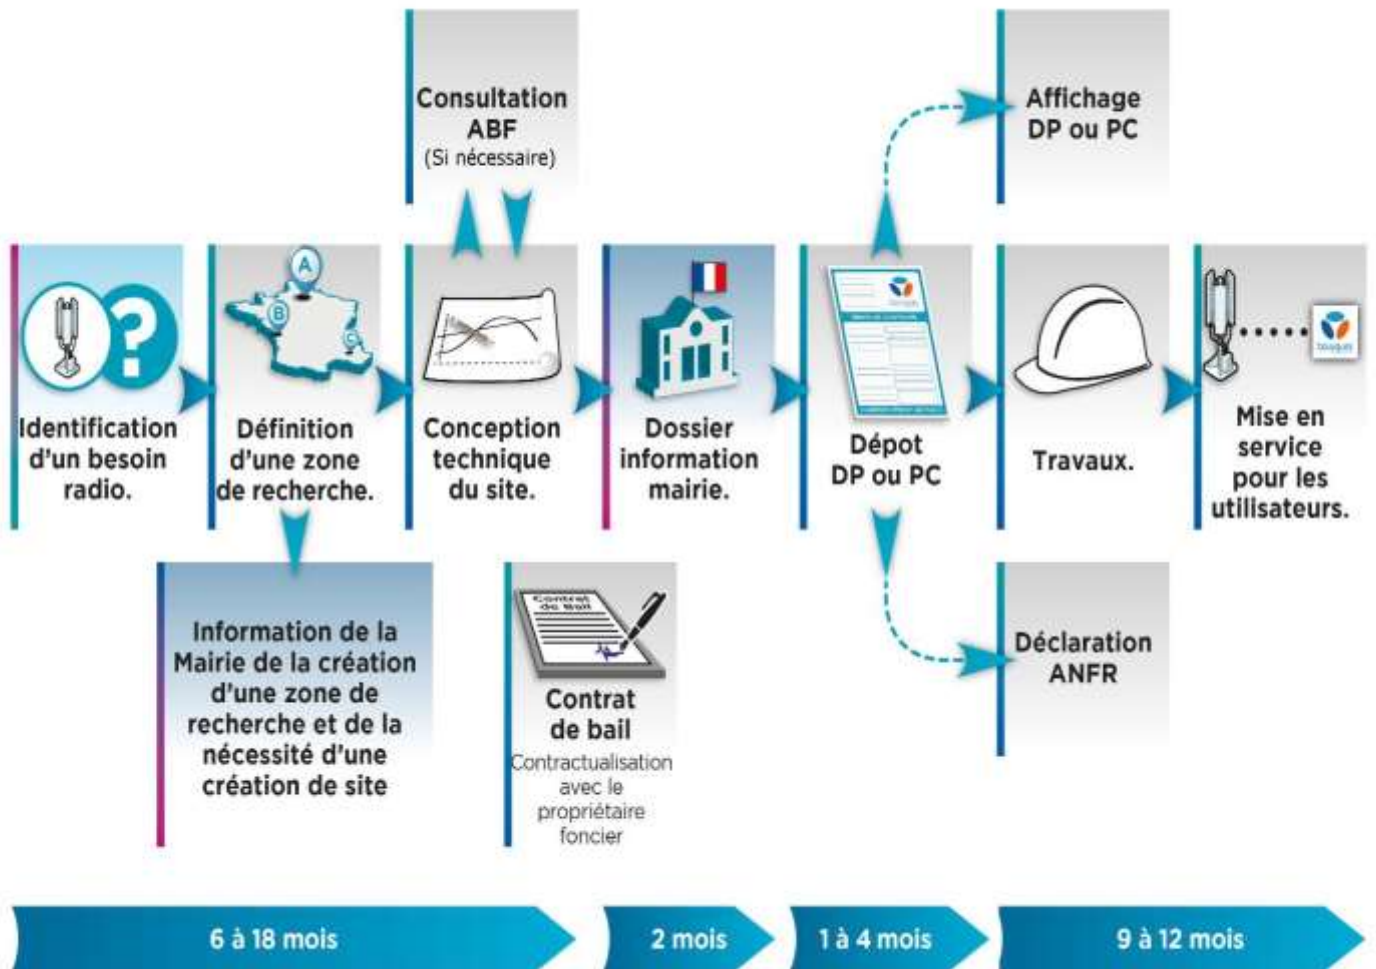 Consultation
ABF
(Si nécessaire)
Affichage
DP ou PC
Identification
d'un besoin
radio.
A
B
C
Définition
d'une zone
de recherche.
Conception
technique
du site.
Dossier
information
mairie.
Dépot
DP ou PC
Travaux.
Mise en
service
pour les
utilisateurs.
Information de la
Mairie de la création
d'une zone de
recherche et de la
nécessité d'une
création de site
Contrat
de Bail
Contrat
de bail
Contractualisation
avec le
propriétaire
foncier
Déclaration
ANFR
6 à 18 mois
2 mois
1 à 4 mois
9 à 12 mois